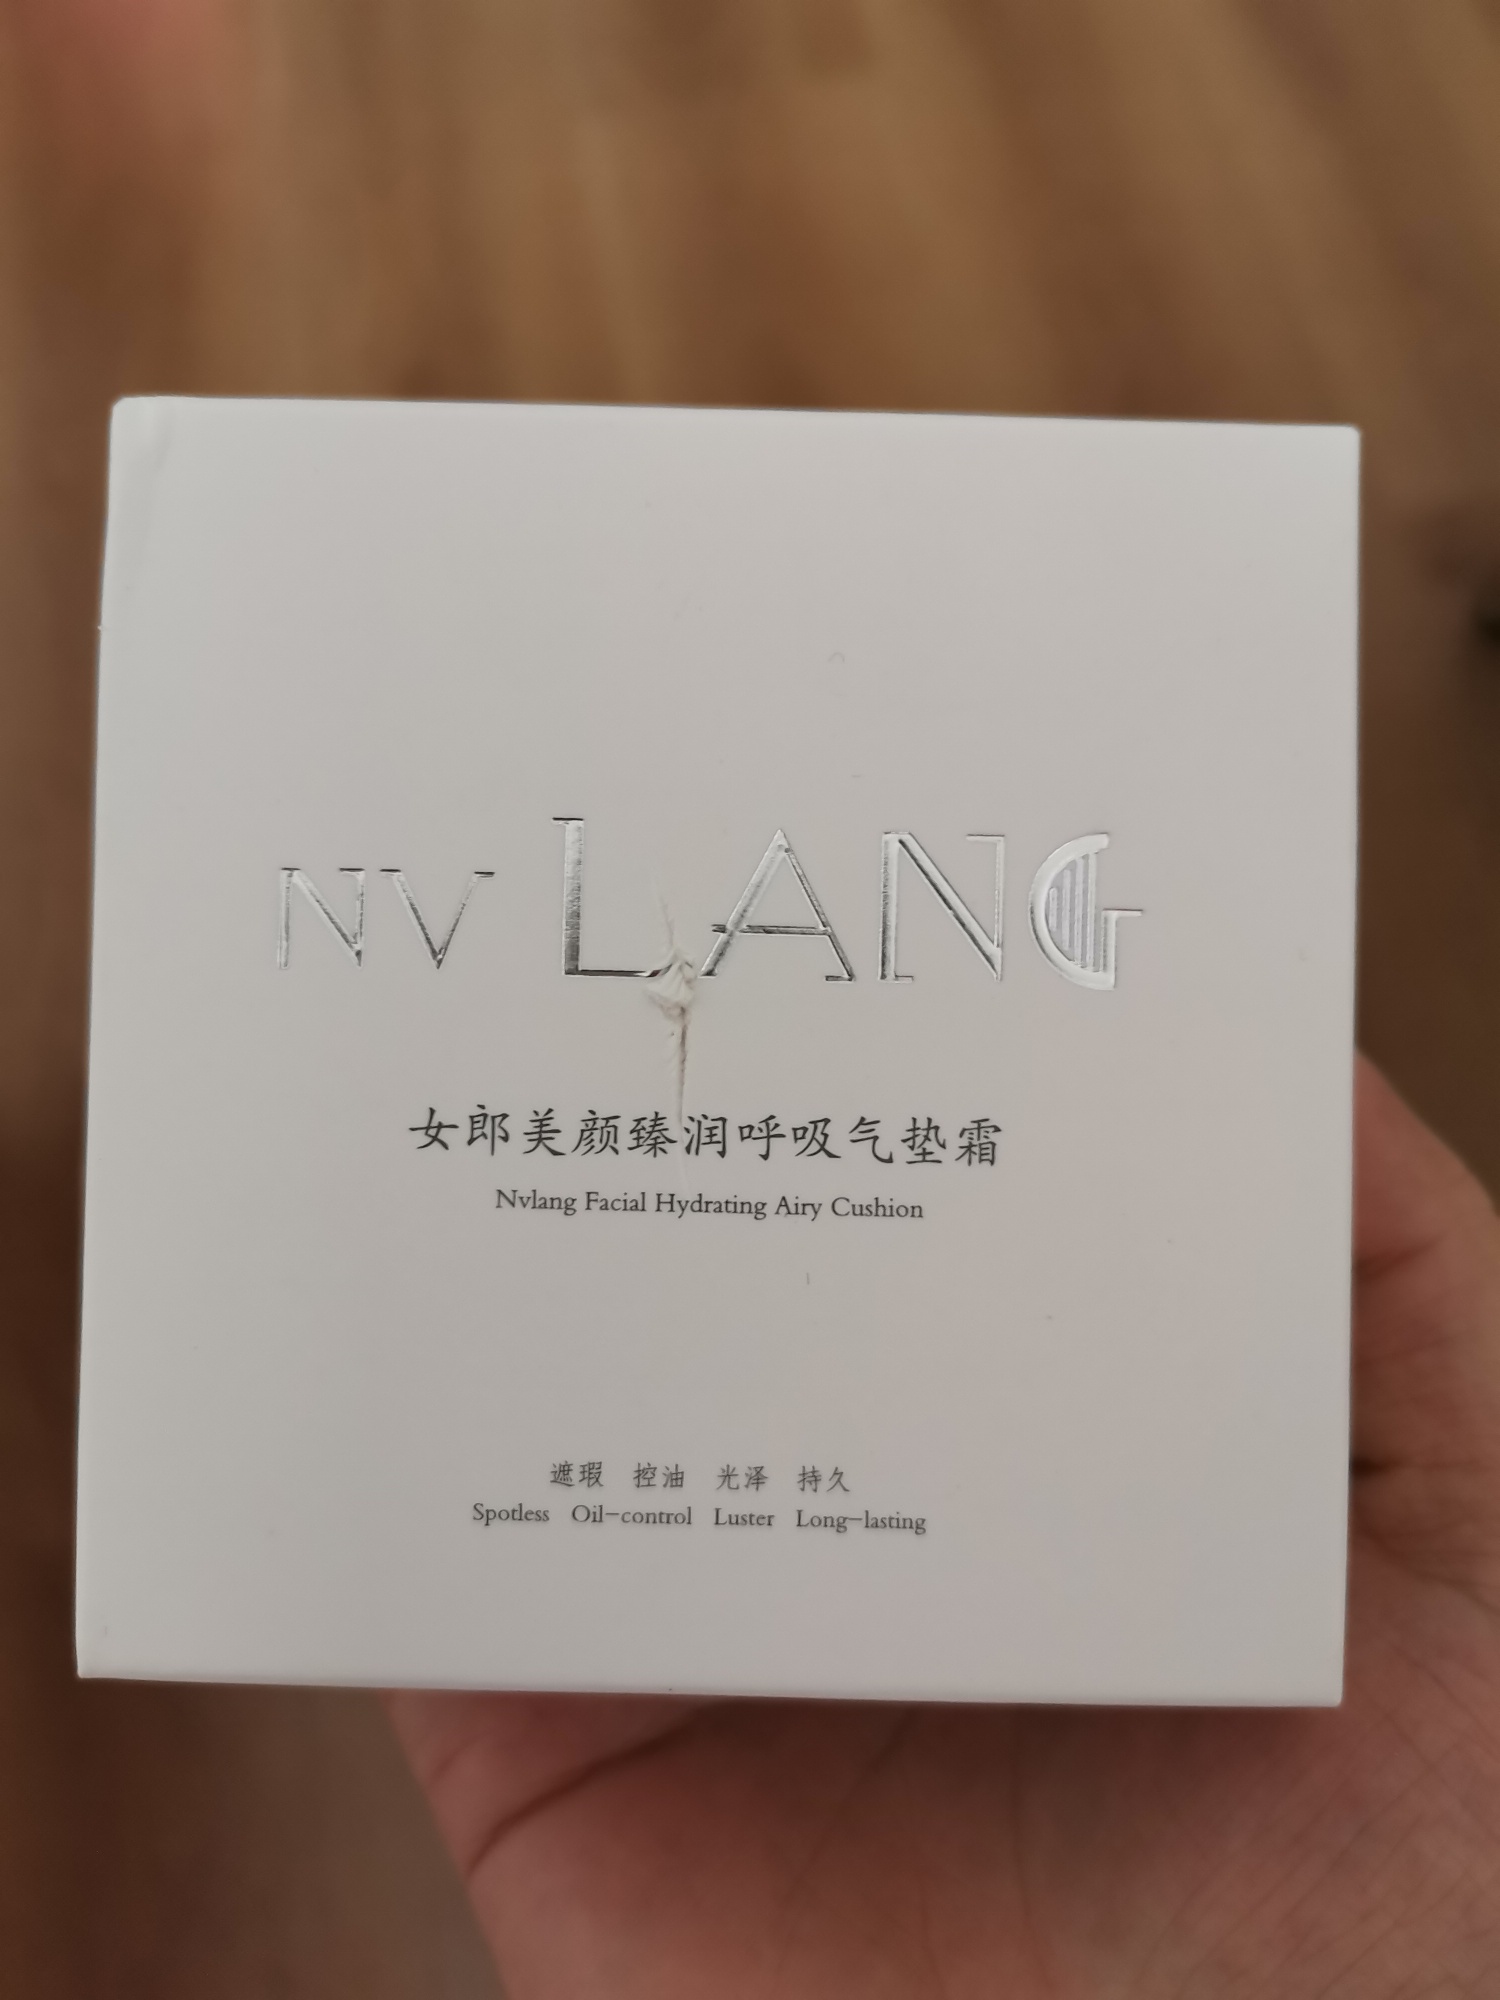 NV LANG
女郎美颜臻润呼吸气垫霜
Nvlang Facial Hydrating Airy Cushion
遮瑕 控油 光泽 持久
Spotless Oil-control Luster Long-lasting